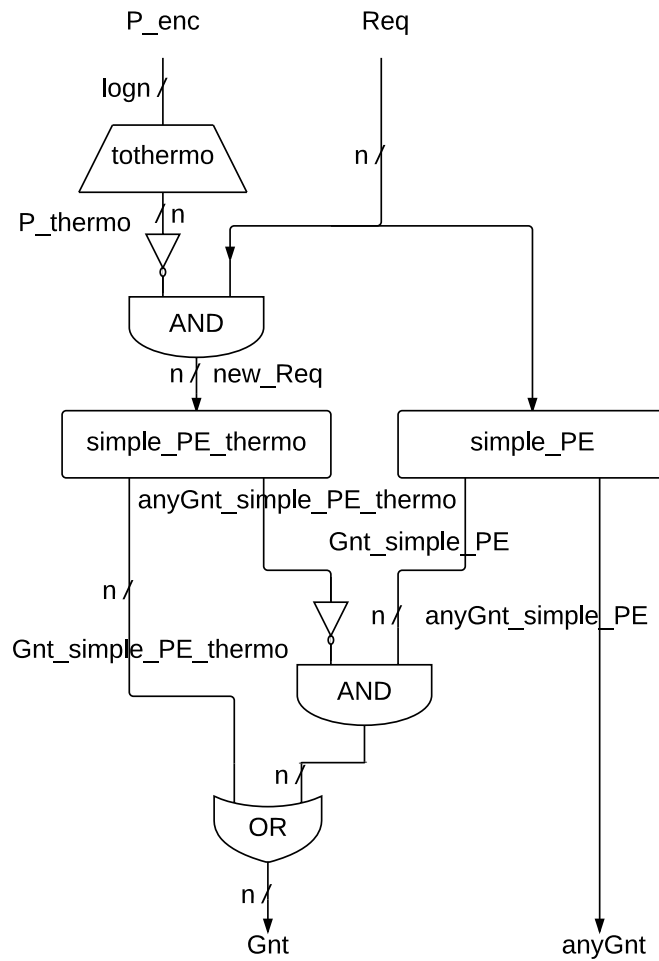 P_enc
Req
logn
tothermo
n
P_thermo
n
AND
n
new_Req
simple_PE_thermo
simple_PE
anyGnt_simple_PE_thermo
Gnt_simple_PE
n
n
anyGnt_simple_PE
Gnt_simple_PE_thermo
AND
n
OR
n
Gnt
anyGnt